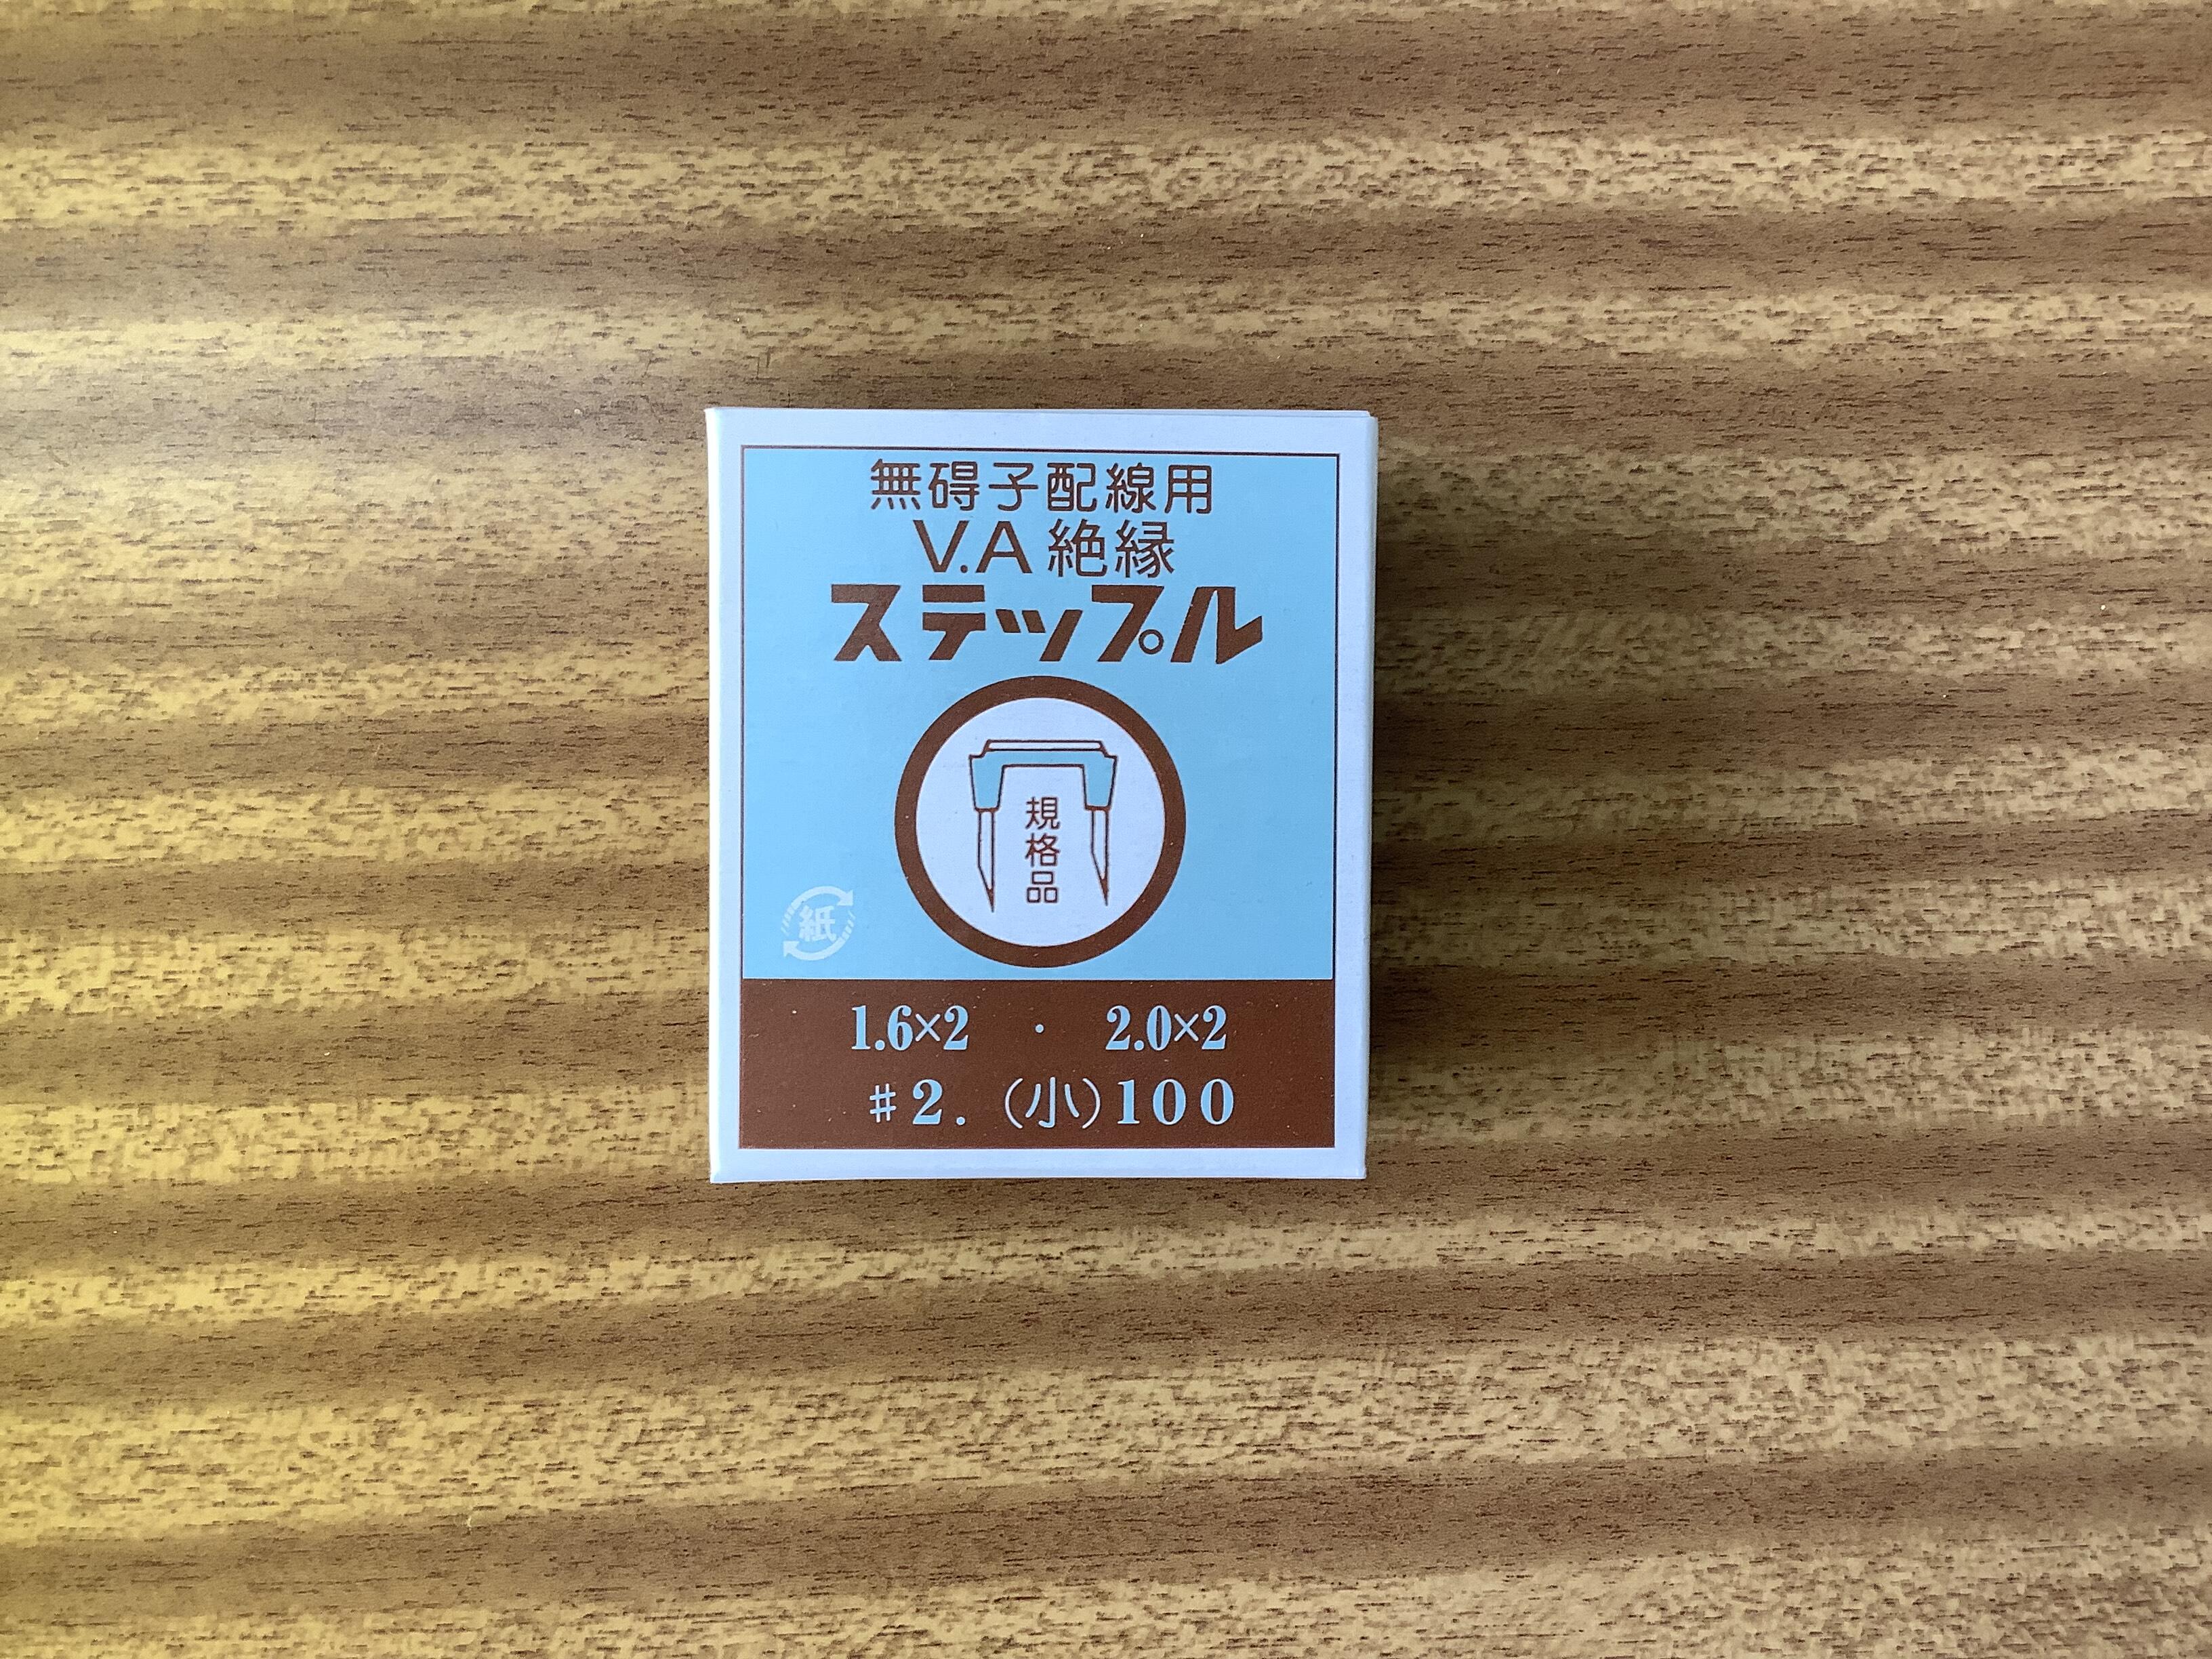 無碍子配線用
V.A 絶縁
ステップル
規格品
紙
1.6×2 ・ 2.0×2
♯2. (小)100